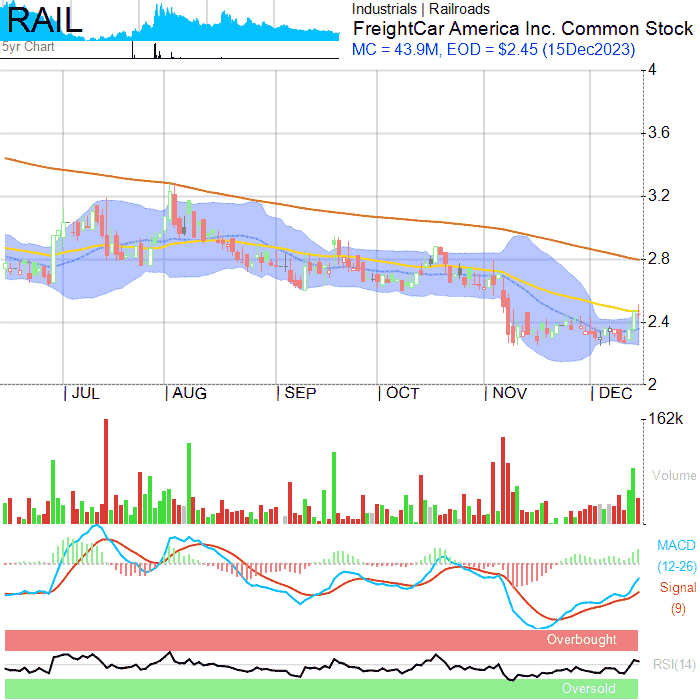 RAIL
5yr Chart
Industrials | Railroads
FreightCar America Inc. Common Stock
MC = 43.9M, EOD = $2.45 (15Dec2023)
4
3.6
3.2
2.8
2.4
2
| JUL | AUG | SEP | OCT | NOV | DEC
162k
Volume
MACD
(12-26)
Signal
(9)
Overbought
RSI(14)
Oversold